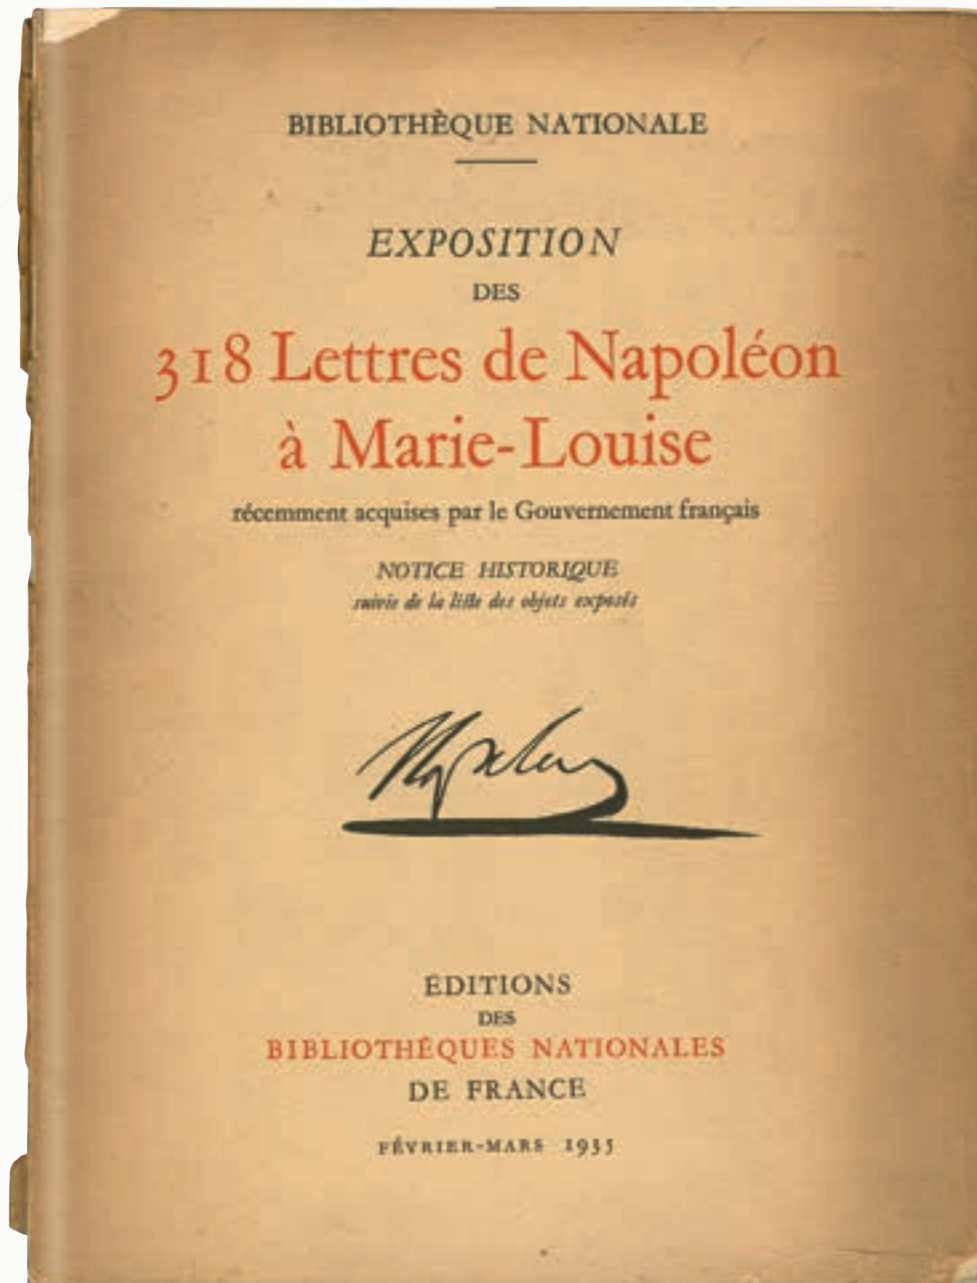 BIBLIOTHÈQUE NATIONALE
EXPOSITION
DES
318 Lettres de Napoléon
à Marie-Louise
récemment acquises par le Gouvernement français
NOTICE HISTORIQUE
suivie de la liste des objets exposés
EDITIONS
DES
BIBLIOTHÈQUES NATIONALES
DE FRANCE
FÉVRIER-MARS 1935